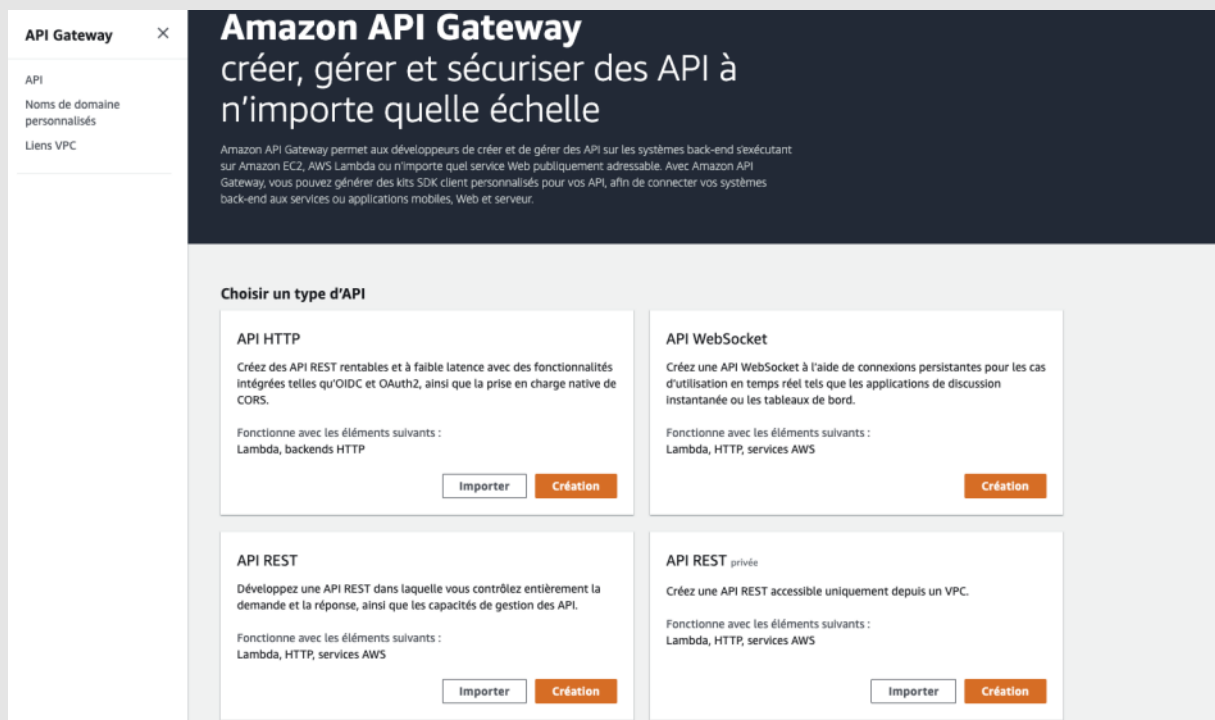 API Gateway
API
Noms de domaine
personnalisés
Liens VPC
Amazon API Gateway
créer, gérer et sécuriser des API à
n'importe quelle échelle
Amazon API Gateway permet aux développeurs de créer et de gérer des API sur les systèmes back-end s'exécutant
sur Amazon EC2, AWS Lambda ou n'importe quel service Web publiquement adressable. Avec Amazon API
Gateway, vous pouvez générer des kits SDK client personnalisés pour vos API, afin de connecter vos systèmes
back-end aux services ou applications mobiles, Web et serveur.
Choisir un type d'API
API HTTP
Créez des API REST rentables et à faible latence avec des fonctionnalités
intégrées telles qu'OIDC et OAuth2, ainsi que la prise en charge native de
CORS.
Fonctionne avec les éléments suivants :
Lambda, backends HTTP
Importer
Création
API WebSocket
Créez une API WebSocket à l'aide de connexions persistantes pour les cas
d'utilisation en temps réel tels que les applications de discussion
instantanée ou les tableaux de bord.
Fonctionne avec les éléments suivants :
Lambda, HTTP, services AWS
Création
API REST
Développez une API REST dans laquelle vous contrôlez entièrement la
demande et la réponse, ainsi que les capacités de gestion des API.
Fonctionne avec les éléments suivants :
Lambda, HTTP, services AWS
Importer
Création
API REST privée
Créez une API REST accessible uniquement depuis un VPC.
Fonctionne avec les éléments suivants :
Lambda, HTTP, services AWS
Importer
Création